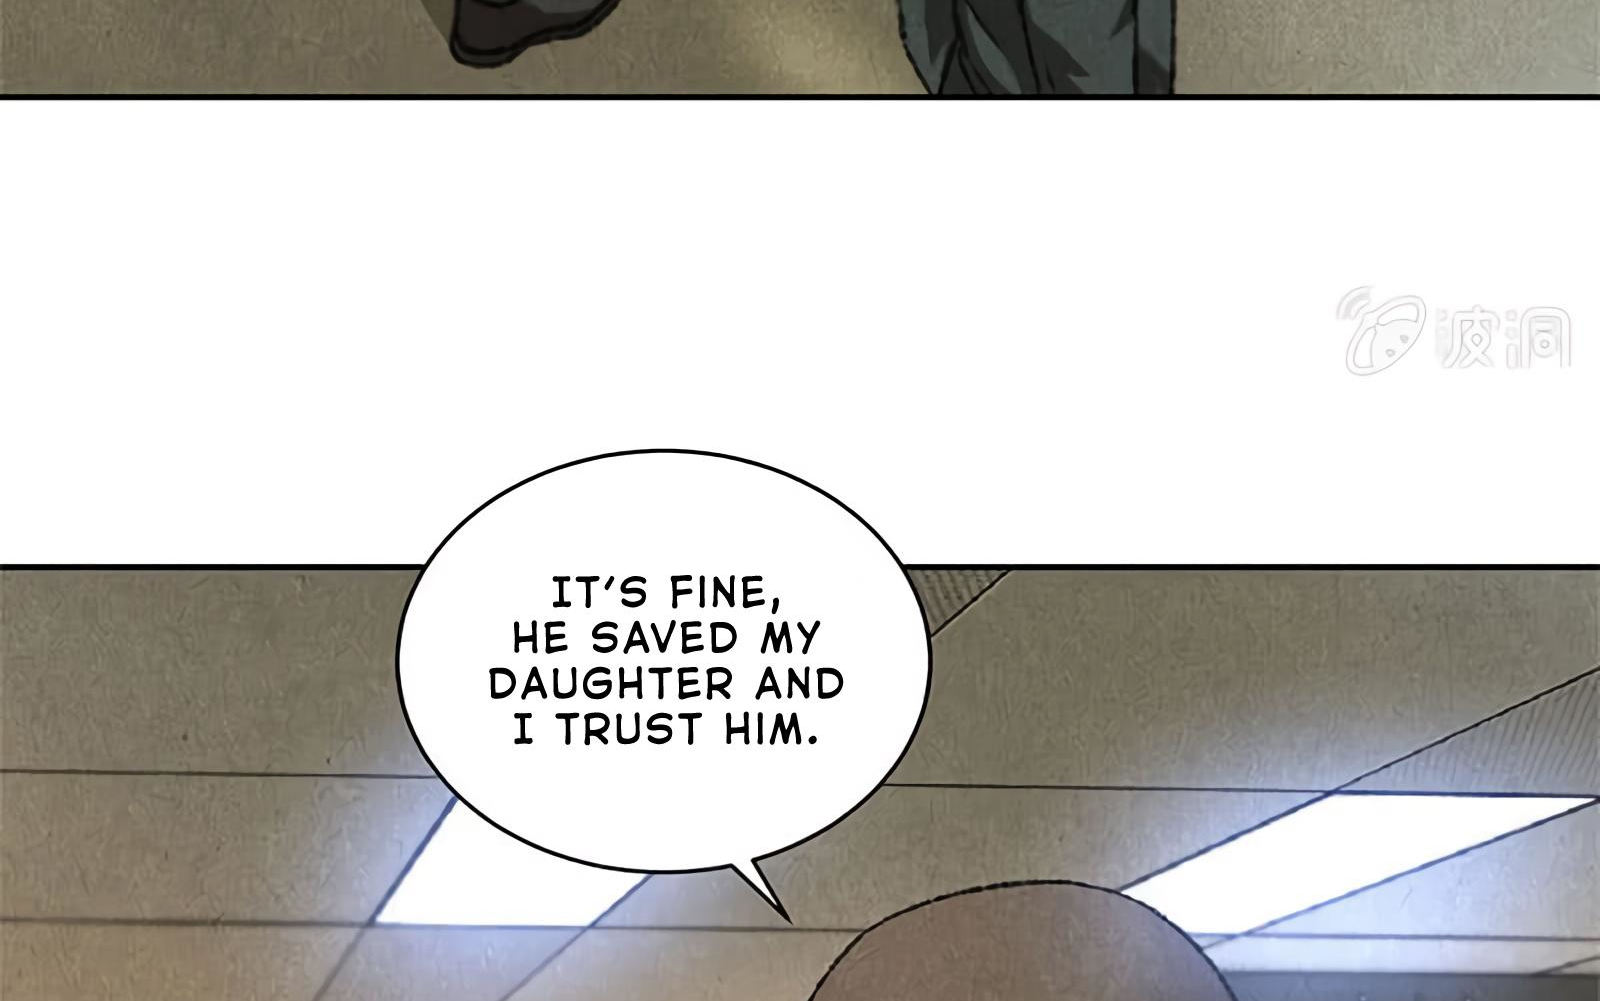 波洞
IT'S FINE,
HE SAVED MY
DAUGHTER AND
I TRUST HIM.